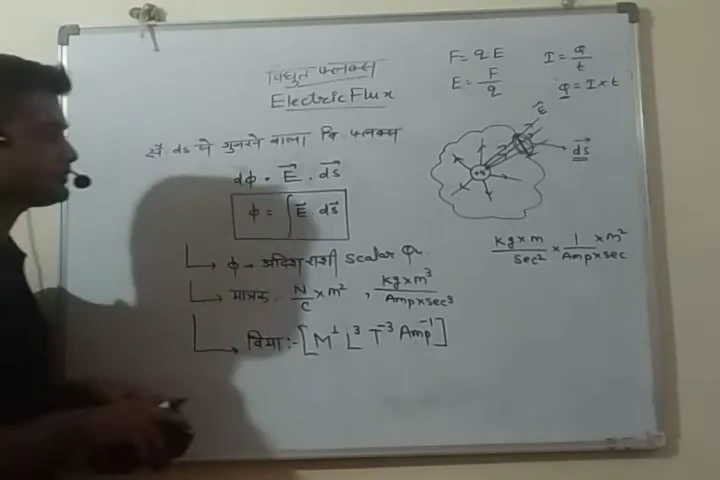 विद्युत फ्लक्स
Electric Flux
से ds से गुजरने वाला वि. फ्लक्स
dϕ = E⃗ . ds⃗
ϕ = ∫ E⃗ . ds⃗
ϕ - अदिश राशी Scalar Q.
मात्रक - N/C × m² , Kg×m³/Amp×sec³
विमा :- [M¹ L³ T⁻³ Amp⁻¹]
F = qE
E = F/q
I = Q/t
Q = I × t
E⃗
ds⃗
+q
Kg×m/sec² × 1/Amp×sec × m²